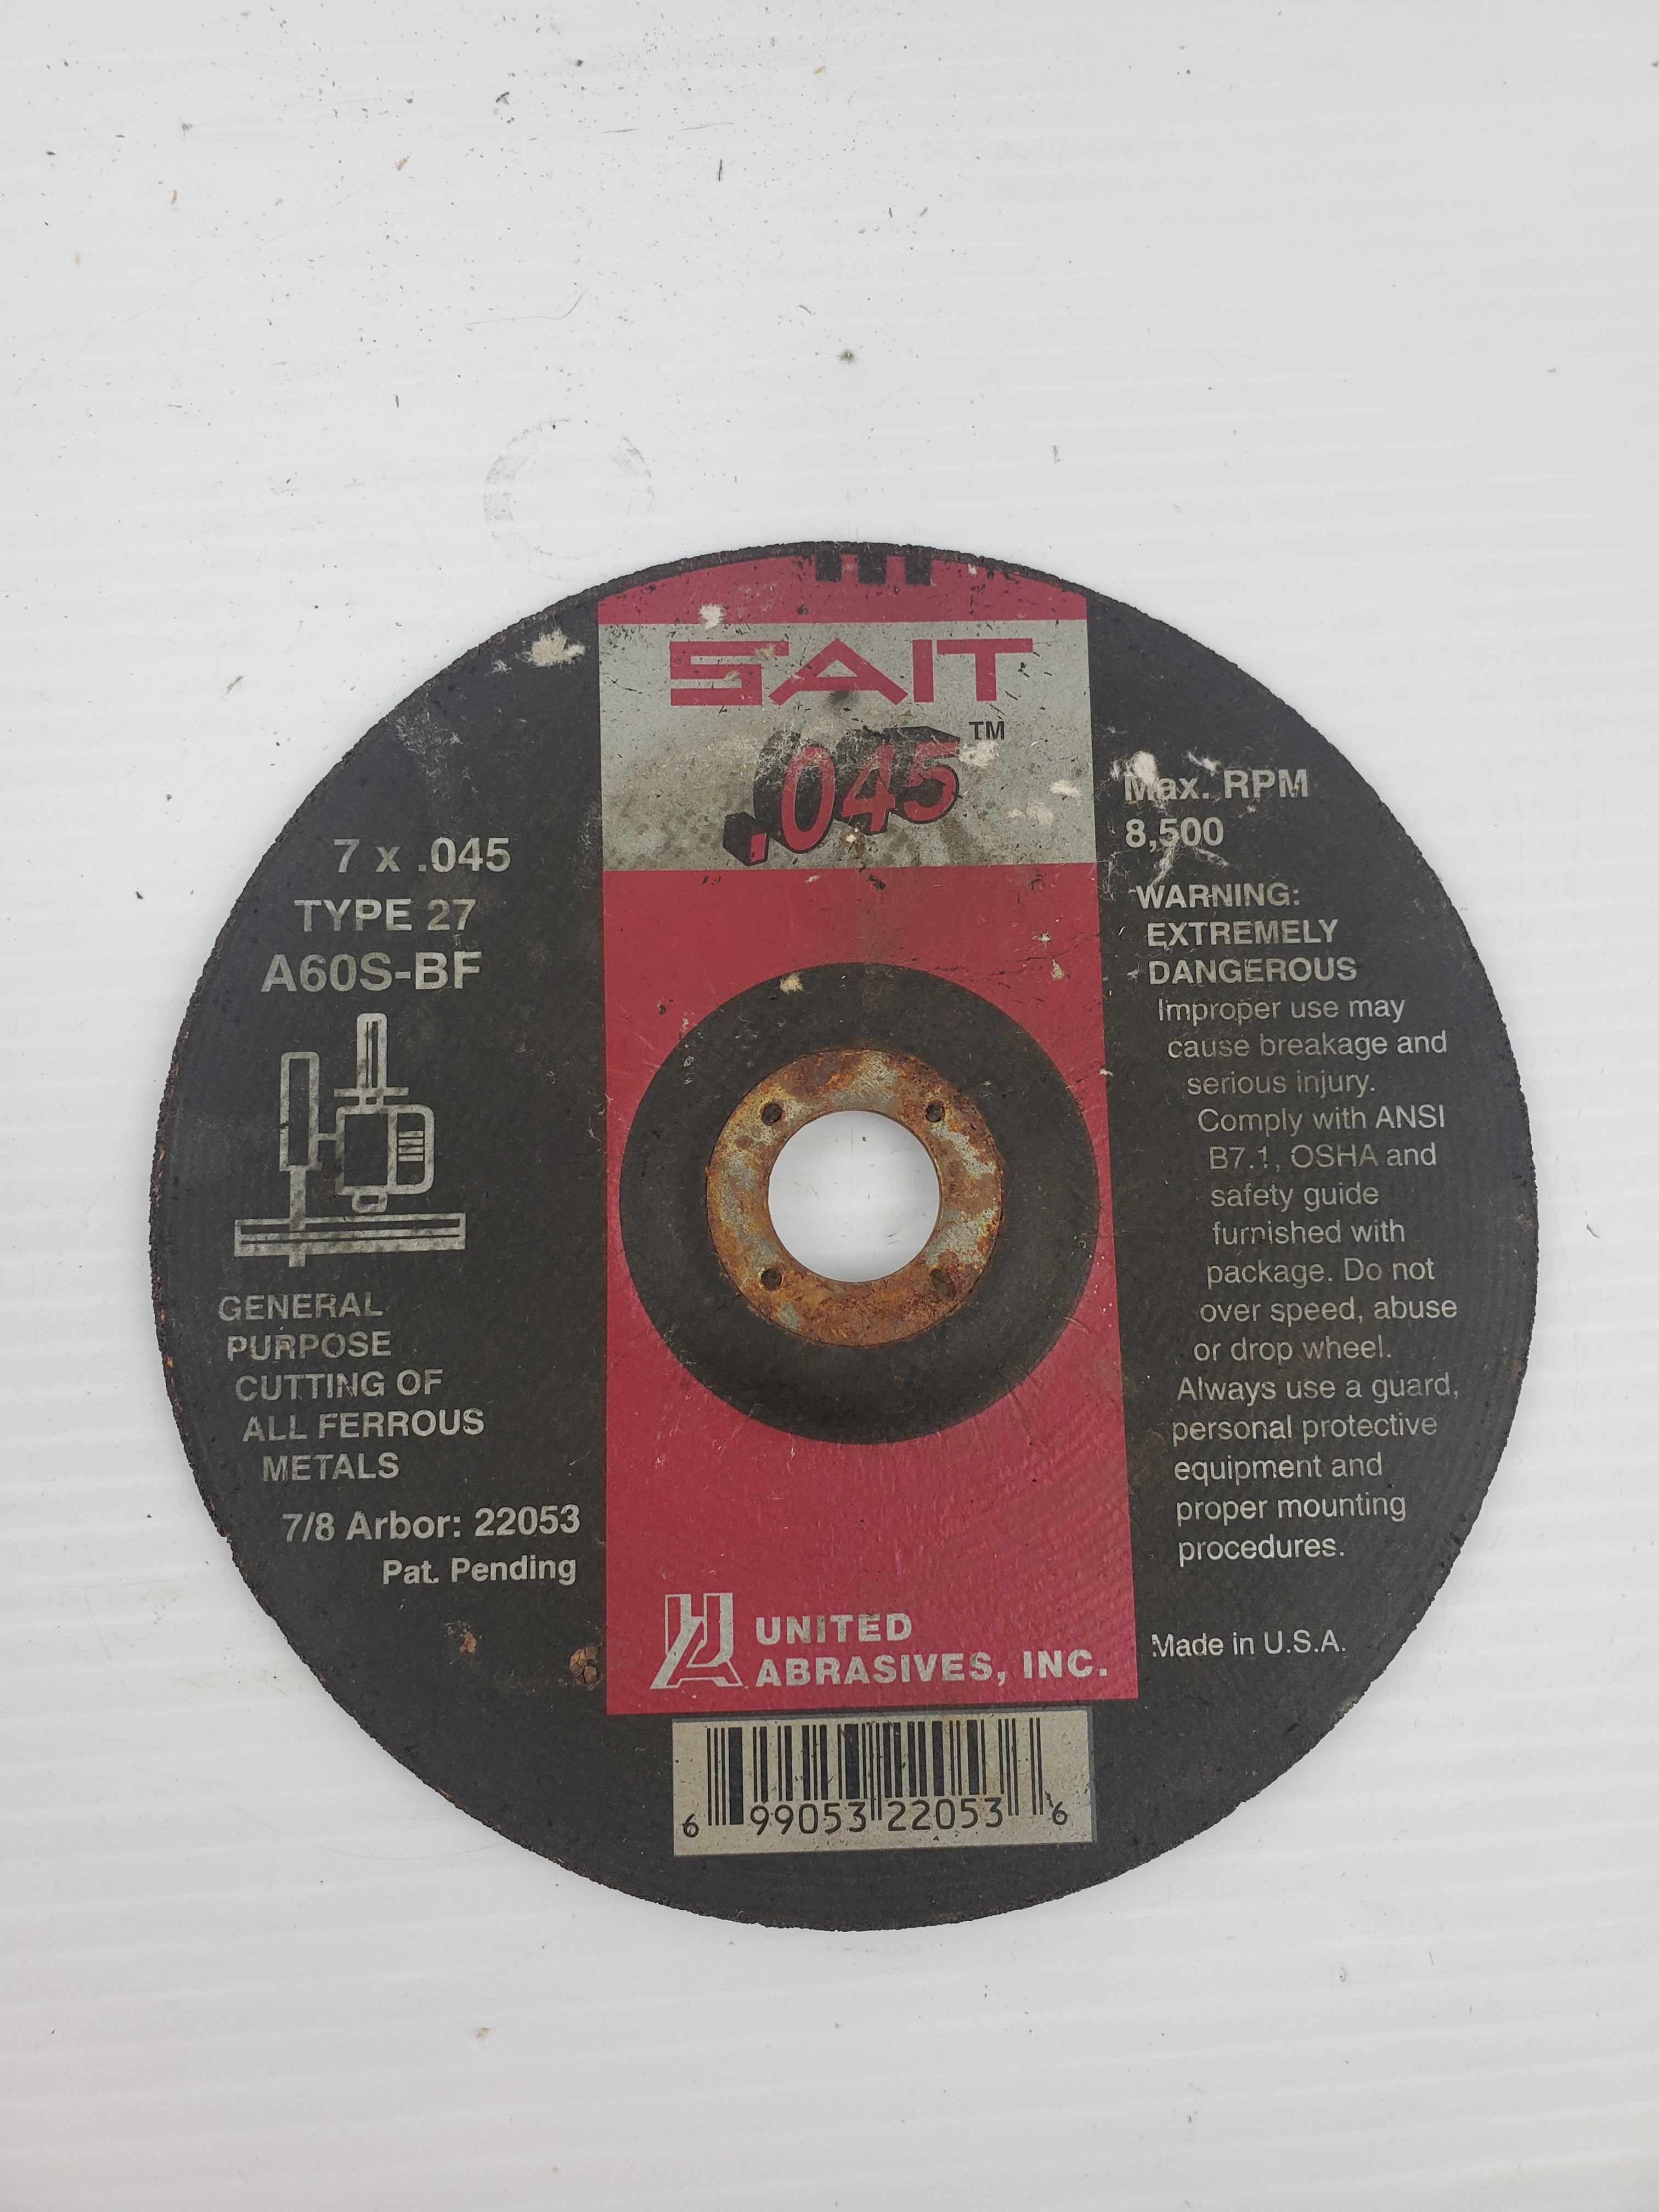 SAIT
.045™
7 x .045
TYPE 27
A60S-BF
GENERAL
PURPOSE
CUTTING OF
ALL FERROUS
METALS
7/8 Arbor: 22053
Pat. Pending
Max. RPM
8,500
WARNING:
EXTREMELY
DANGEROUS
Improper use may
cause breakage and
serious injury.
Comply with ANSI
B7.1, OSHA and
safety guide
furnished with
package. Do not
over speed, abuse
or drop wheel.
Always use a guard,
personal protective
equipment and
proper mounting
procedures.
Made in U.S.A.
UA UNITED
ABRASIVES, INC.
6 99053 22053 6